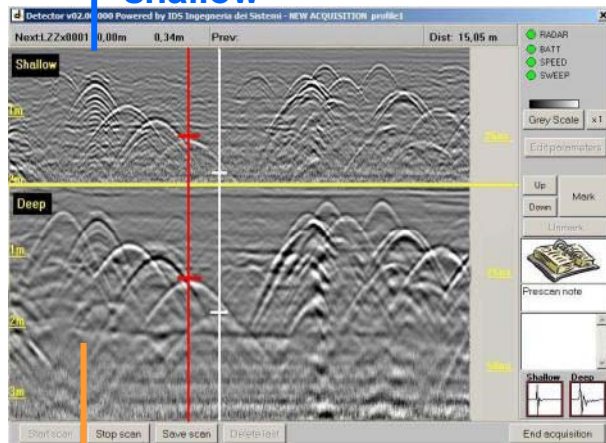 shallow
Detector v02.00.000 Powered by IDS Ingegneria dei Sistemi - NEW ACQUISITION profile1
Next:LZZx0001 0,00m 0,34m Prev: Dist: 15,05 m
RADAR
BATT
SPEED
SWEEP
Shallow
1m
Grey Scale x1
Edit parameters
2m
Up
Mark
Deep
Down
Unmark
1m
Prescan note
2m
Shallow Deep
3m
Start scan Stop scan Save scan Delete last End acquisition